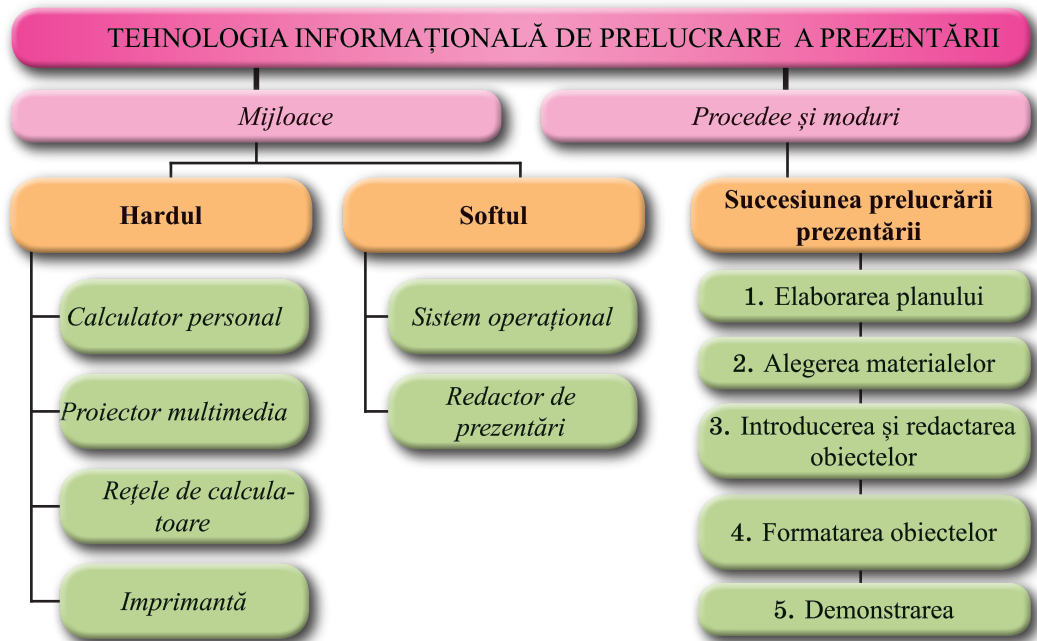 TEHNOLOGIA INFORMAȚIONALĂ DE PRELUCRARE A PREZENTĂRII
Mijloace
Procedee și moduri
Hardul
Softul
Succesiunea prelucrării
prezentării
Calculator personal
Proiector multimedia
Rețele de calcula-
toare
Imprimantă
Sistem operațional
Redactor de
prezentări
1. Elaborarea planului
2. Alegerea materialelor
3. Introducerea și redactarea
obiectelor
4. Formatarea obiectelor
5. Demonstrarea